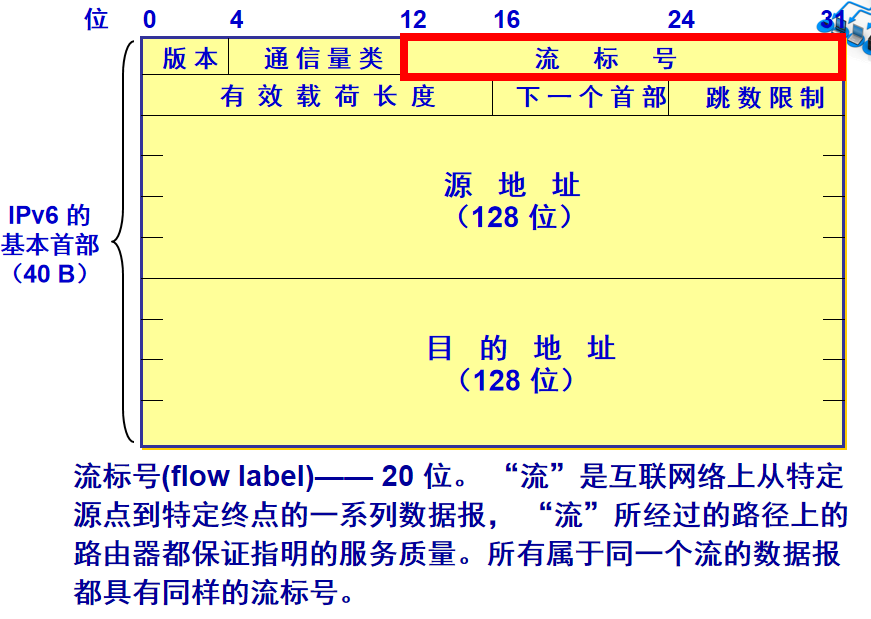 位 0 4 12 16 24 31
版本 通信量类 流标号
有效载荷长度 下一个首部 跳数限制
源地址
（128 位）
IPv6 的
基本首部
（40 B）
目的地址
（128 位）
流标号(flow label)—— 20 位。 “流”是互联网络上从特定
源点到特定终点的一系列数据报， “流”所经过的路径上的
路由器都保证指明的服务质量。所有属于同一个流的数据报
都具有同样的流标号。